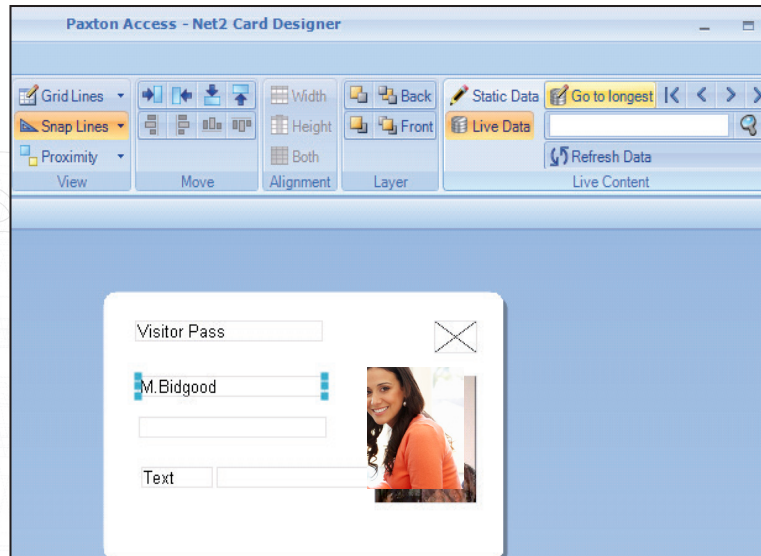 Paxton Access - Net2 Card Designer
Grid Lines Width Back Static Data Go to longest
Snap Lines Height Front Live Data
Proximity Both Refresh Data
View Move Alignment Layer Live Content
Visitor Pass
M.Bidgood
Text